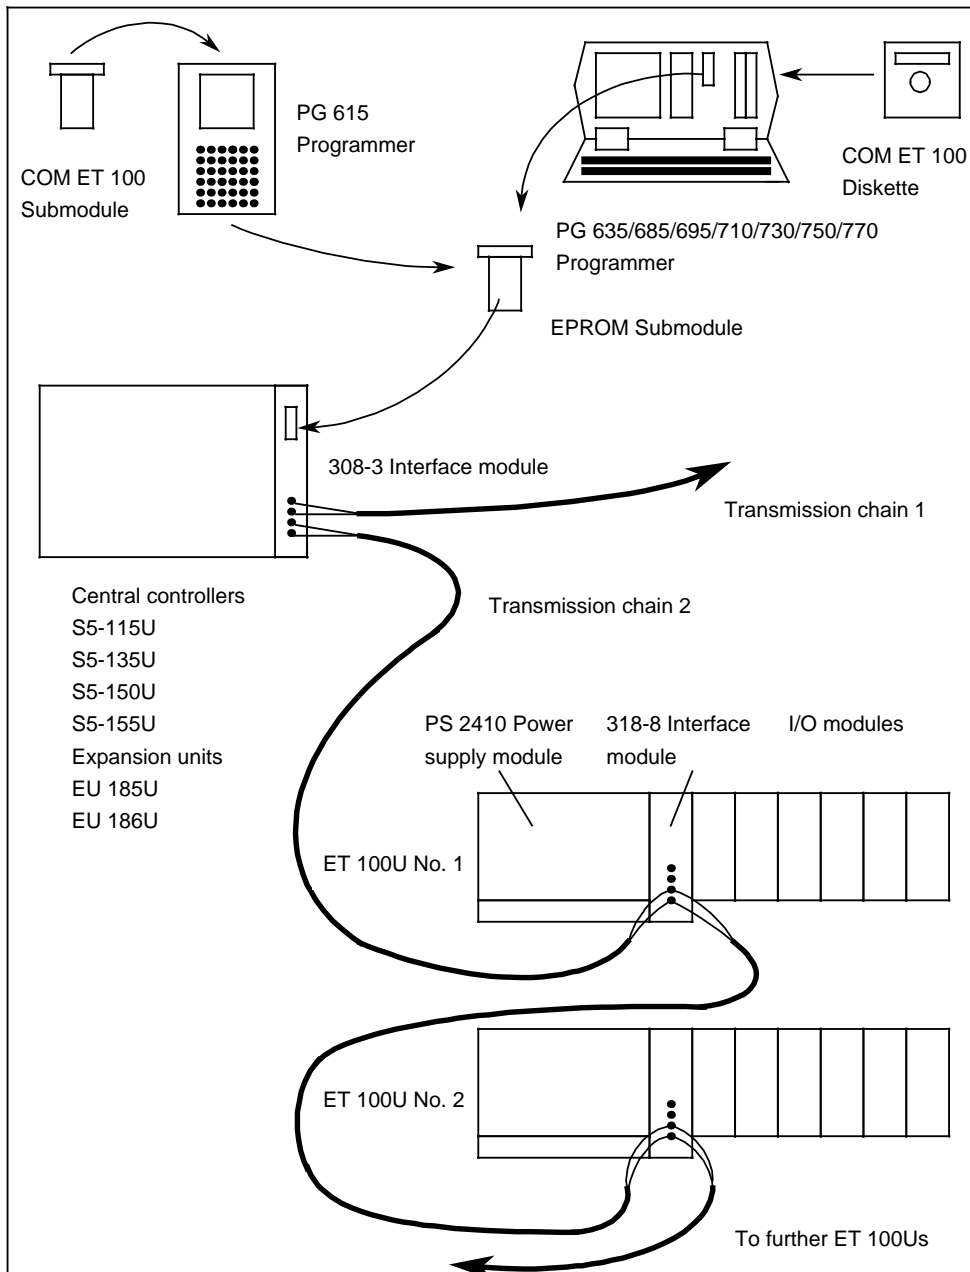 PG 615
Programmer
COM ET 100
Submodule
COM ET 100
Diskette
PG 635/685/695/710/730/750/770
Programmer
EPROM Submodule
308-3 Interface module
Transmission chain 1
Transmission chain 2
Central controllers
S5-115U
S5-135U
S5-150U
S5-155U
Expansion units
EU 185U
EU 186U
PS 2410 Power
supply module
318-8 Interface
module
I/O modules
ET 100U No. 1
ET 100U No. 2
To further ET 100Us